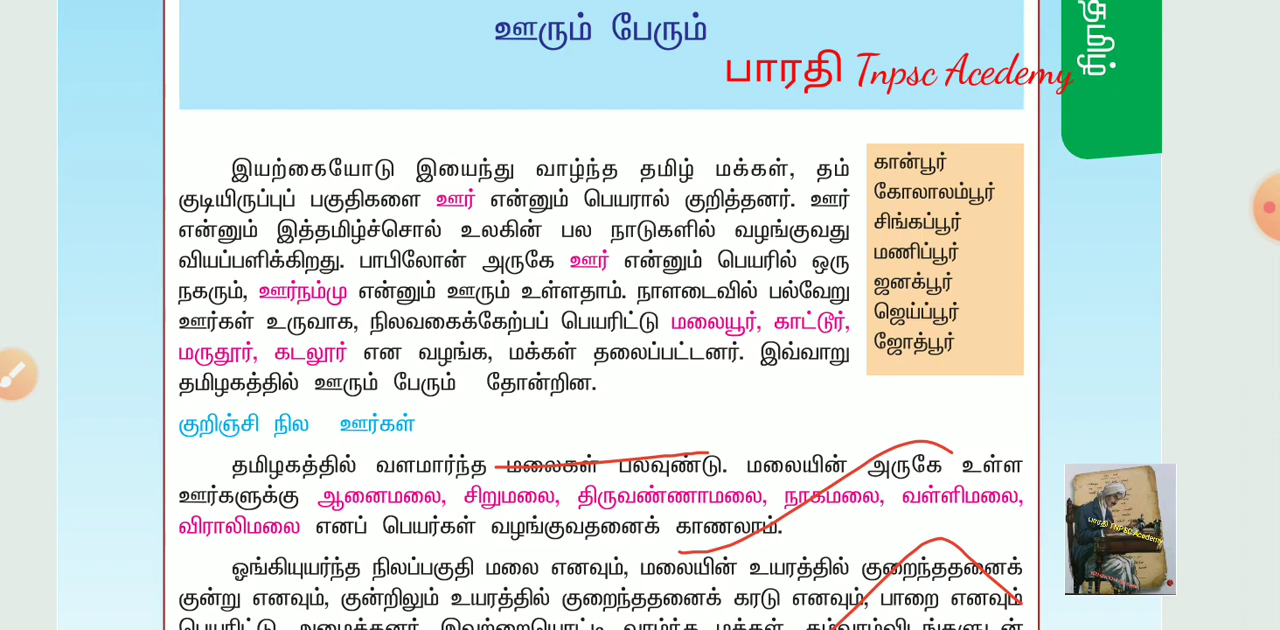 ஊரும் பேரும்
பாரதி Tnpsc Acedemy
இயற்கையோடு இயைந்து வாழ்ந்த தமிழ் மக்கள், தம்
குடியிருப்புப் பகுதிகளை ஊர் என்னும் பெயரால் குறித்தனர். ஊர்
என்னும் இத்தமிழ்ச்சொல் உலகின் பல நாடுகளில் வழங்குவது
வியப்பளிக்கிறது. பாபிலோன் அருகே ஊர் என்னும் பெயரில் ஒரு
நகரும், ஊர்நம்மு என்னும் ஊரும் உள்ளதாம். நாளடைவில் பல்வேறு
ஊர்கள் உருவாக, நிலவகைக்கேற்பப் பெயரிட்டு மலையூர், காட்டூர்,
மருதூர், கடலூர் என வழங்க, மக்கள் தலைப்பட்டனர். இவ்வாறு
தமிழகத்தில் ஊரும் பேரும் தோன்றின.
கான்பூர்
கோலாலம்பூர்
சிங்கப்பூர்
மணிப்பூர்
ஜனக்பூர்
ஜெய்ப்பூர்
ஜோத்பூர்
குறிஞ்சி நில ஊர்கள்
தமிழகத்தில் வளமார்ந்த மலைகள் பலவுண்டு. மலையின் அருகே உள்ள
ஊர்களுக்கு ஆனைமலை, சிறுமலை, திருவண்ணாமலை, நரகமலை, வள்ளிமலை,
விராலிமலை எனப் பெயர்கள் வழங்குவதனைக் காணலாம்.
ஓங்கியுயர்ந்த நிலப்பகுதி மலை எனவும், மலையின் உயரத்தில் குறைந்ததனைக்
குன்று எனவும், குன்றிலும் உயரத்தில் குறைந்ததனைக் கரடு எனவும், பாறை எனவும்
பாரதி TNPSC Academy